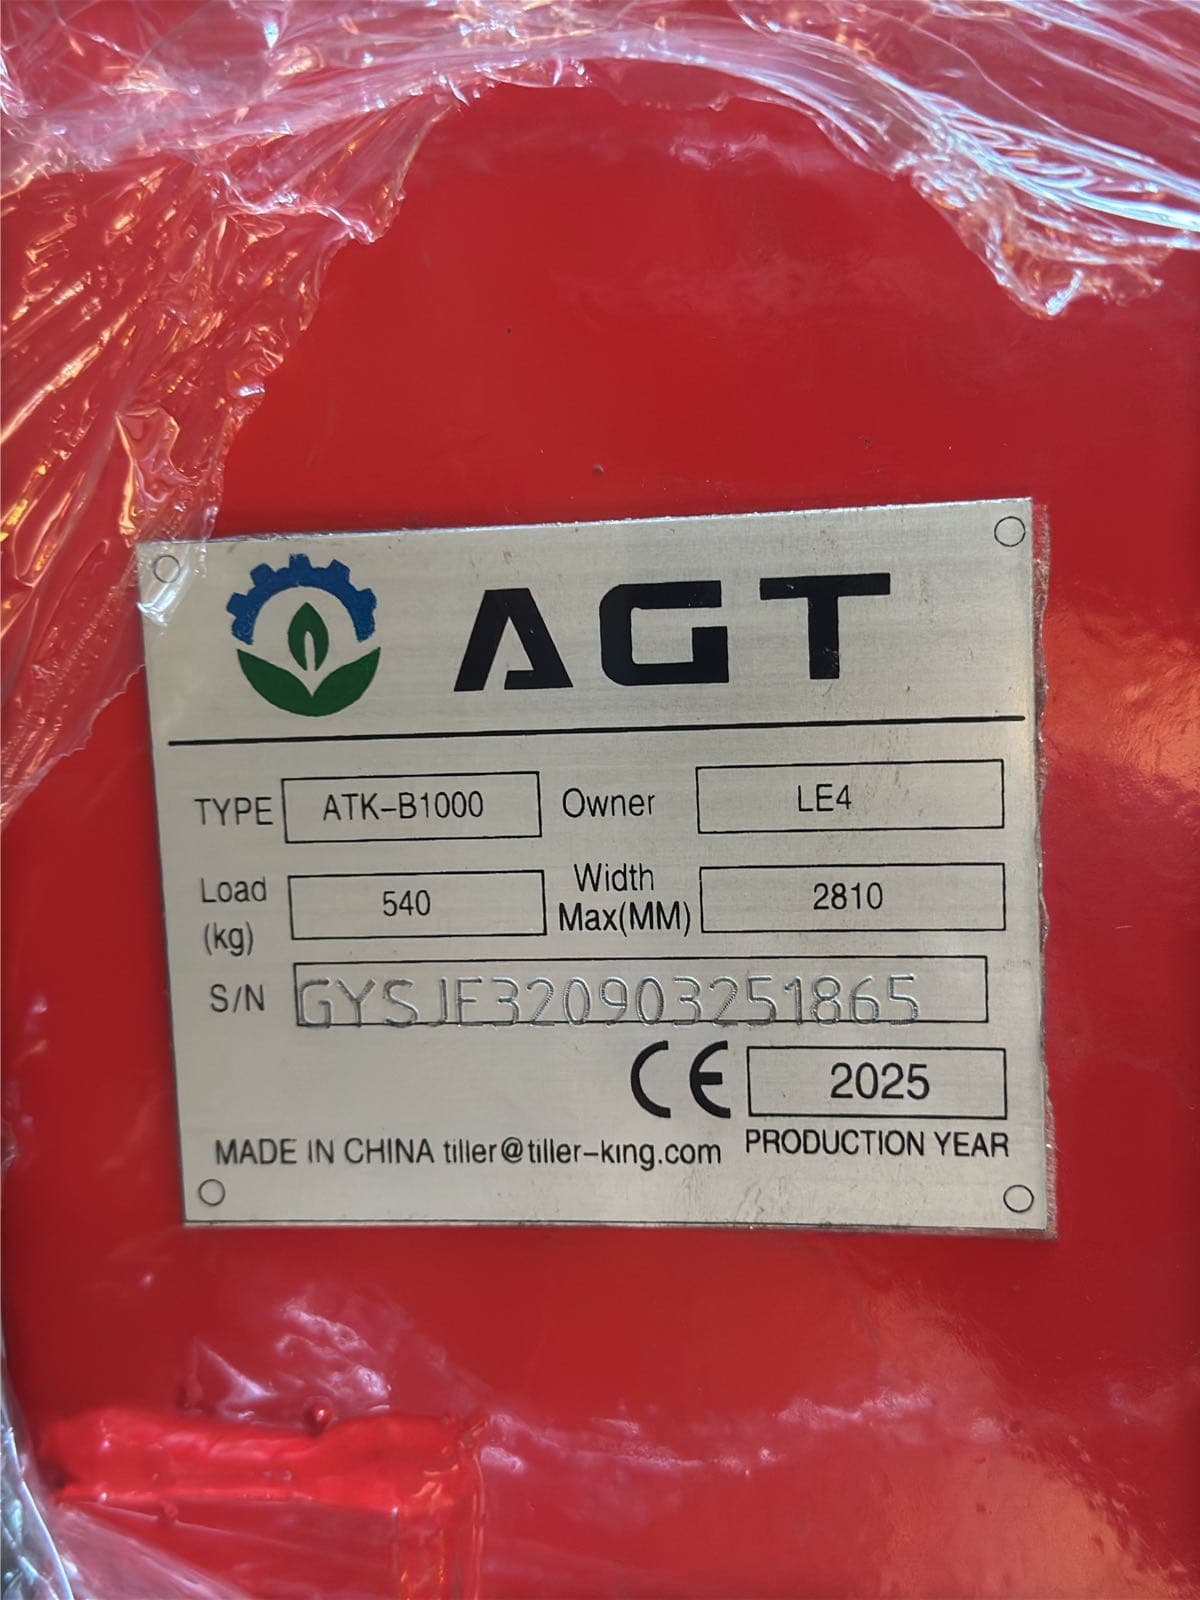 AGT
TYPE ATK-B1000 Owner LE4
Load (kg) 540 Width Max(MM) 2810
S/N GYSJE320903251865
CE 2025
MADE IN CHINA tiller@tiller-king.com PRODUCTION YEAR